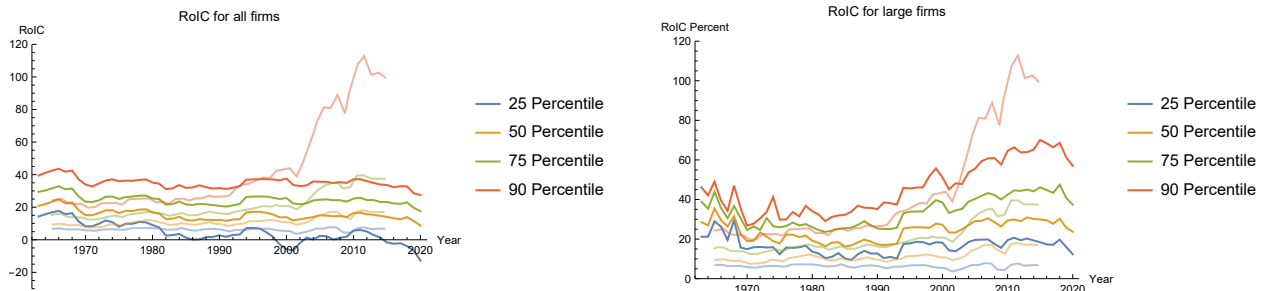 RoIC for all firms
RoIC
120
100
80
60
40
20
0
−20
1970
1980
1990
2000
2010
2020
Year
25 Percentile
50 Percentile
75 Percentile
90 Percentile
RoIC for large firms
RoIC Percent
120
100
80
60
40
20
0
1970
1980
1990
2000
2010
2020
Year
25 Percentile
50 Percentile
75 Percentile
90 Percentile